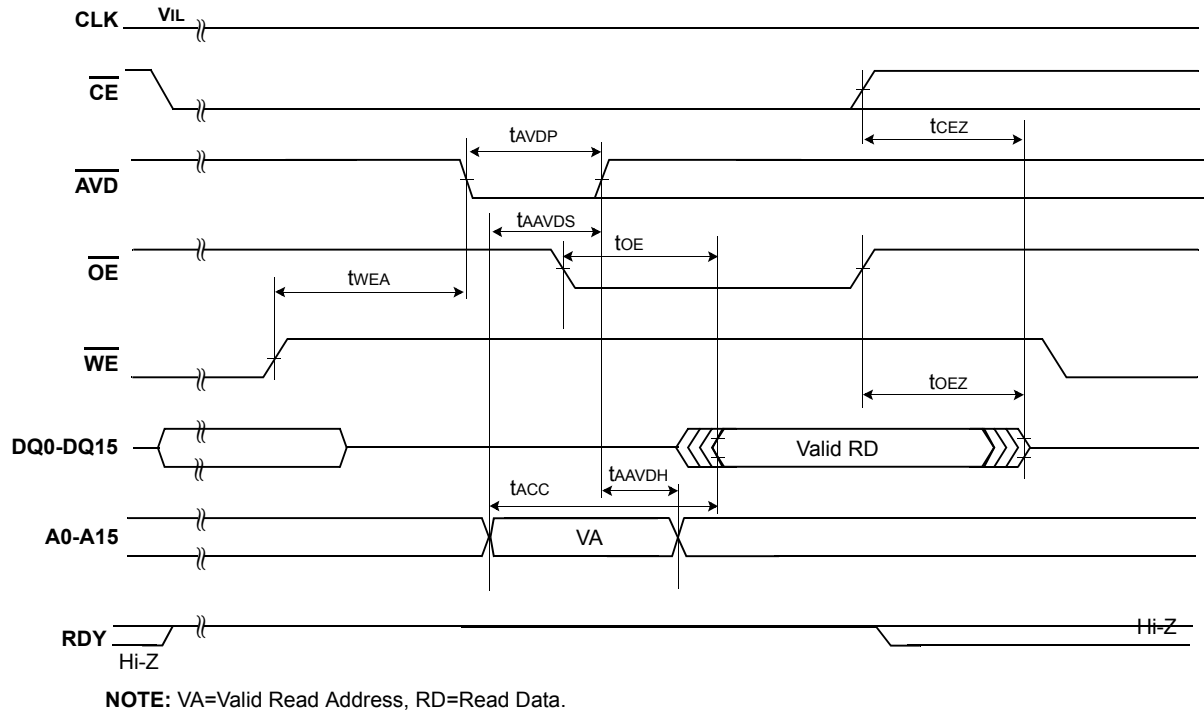 CLK VIL
CE
tCEZ
tAVDP
AVD
tAAVDS
tOE
OE
tWEA
WE
tOEZ
DQ0-DQ15 Valid RD
tAAVDH
tACC
A0-A15 VA
RDY Hi-Z
Hi-Z
NOTE: VA=Valid Read Address, RD=Read Data.